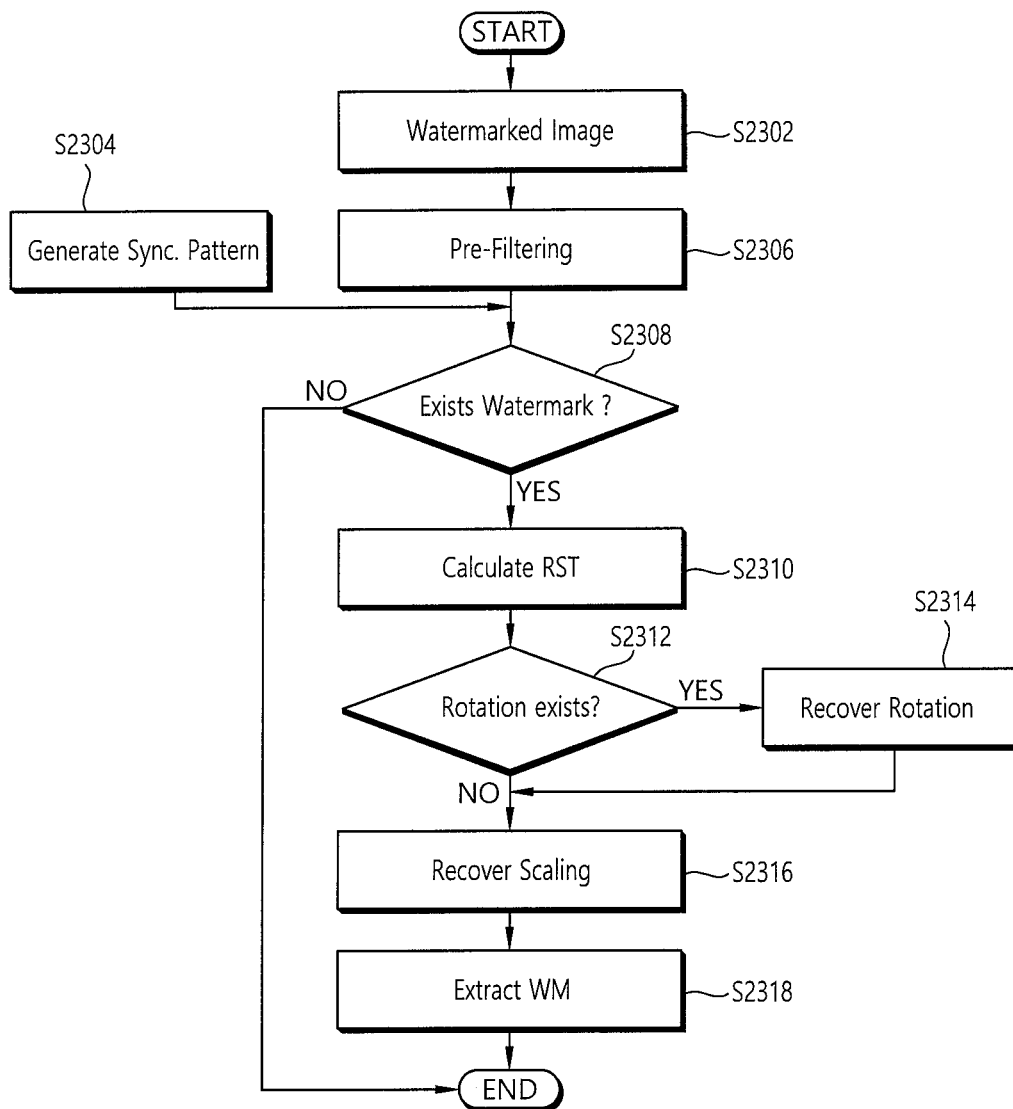 START
Watermarked Image
S2302
S2304
Generate Sync. Pattern
Pre-Filtering
S2306
S2308
NO
Exists Watermark ?
YES
Calculate RST
S2310
S2314
S2312
Rotation exists?
YES
Recover Rotation
NO
Recover Scaling
S2316
Extract WM
S2318
END